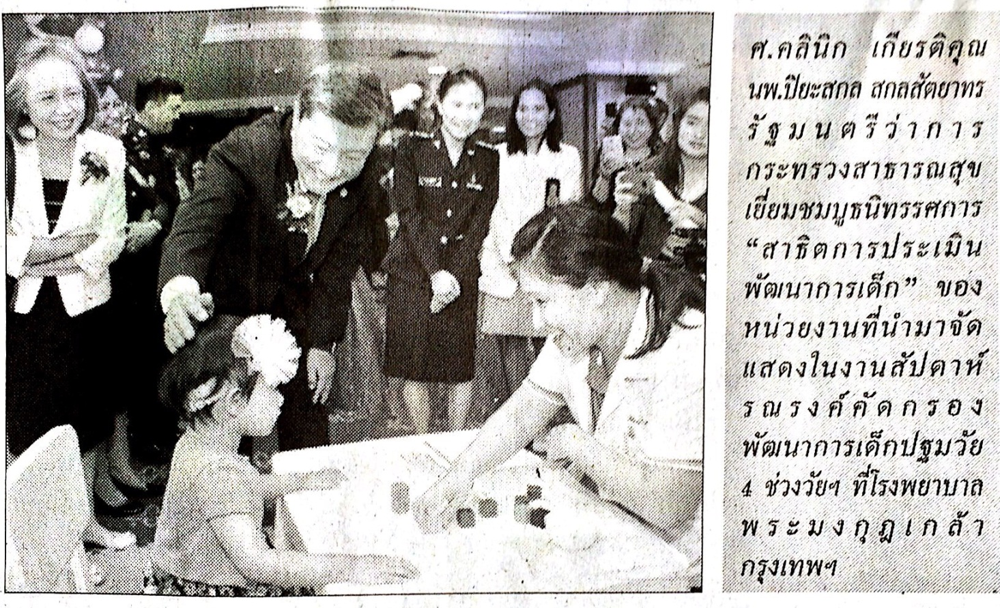 ศ.คลินิก เกียรติคุณ
นพ.ปิยะสกล สกลสัตยาทร
รัฐมนตรีว่าการ
กระทรวงสาธารณสุข
เยี่ยมชมบูธนิทรรศการ
“สาธิตการประเมิน
พัฒนาการเด็ก” ของ
หน่วยงานที่นำมาจัด
แสดงในงานสัปดาห์
รณรงค์คัดกรอง
พัฒนาการเด็กปฐมวัย
4 ช่วงวัยฯ ที่โรงพยาบาล
พระมงกุฎเกล้า
กรุงเทพฯ